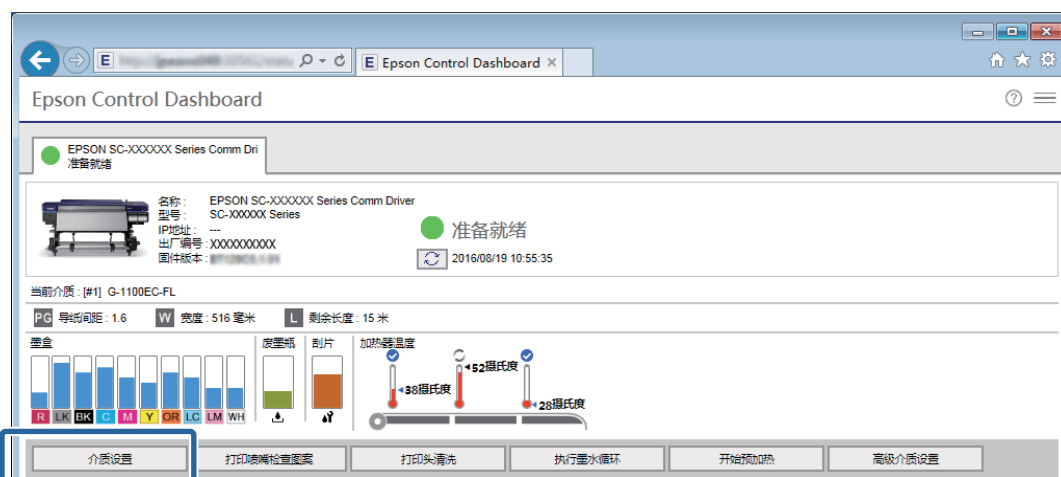 Epson Control Dashboard ×
Epson Control Dashboard
EPSON SC-XXXXXX Series Comm Dri
准备就绪
名称: EPSON SC-XXXXXX Series Comm Driver
型号: SC-XXXXXX Series
IP地址: ---
出厂编号: XXXXXXXXXX
固件版本:
准备就绪
2016/08/19 10:55:35
当前介质: [#1] G-1100EC-FL
PG 导纸间距: 1.6 W 宽度: 516 毫米 L 剩余长度: 15 米
墨盒 废墨瓶 刮片 加热器温度
52摄氏度
38摄氏度
28摄氏度
R LK BK C M Y OR LC LM WH
介质设置 打印喷嘴检查图案 打印头清洗 执行墨水循环 开始预加热 高级介质设置